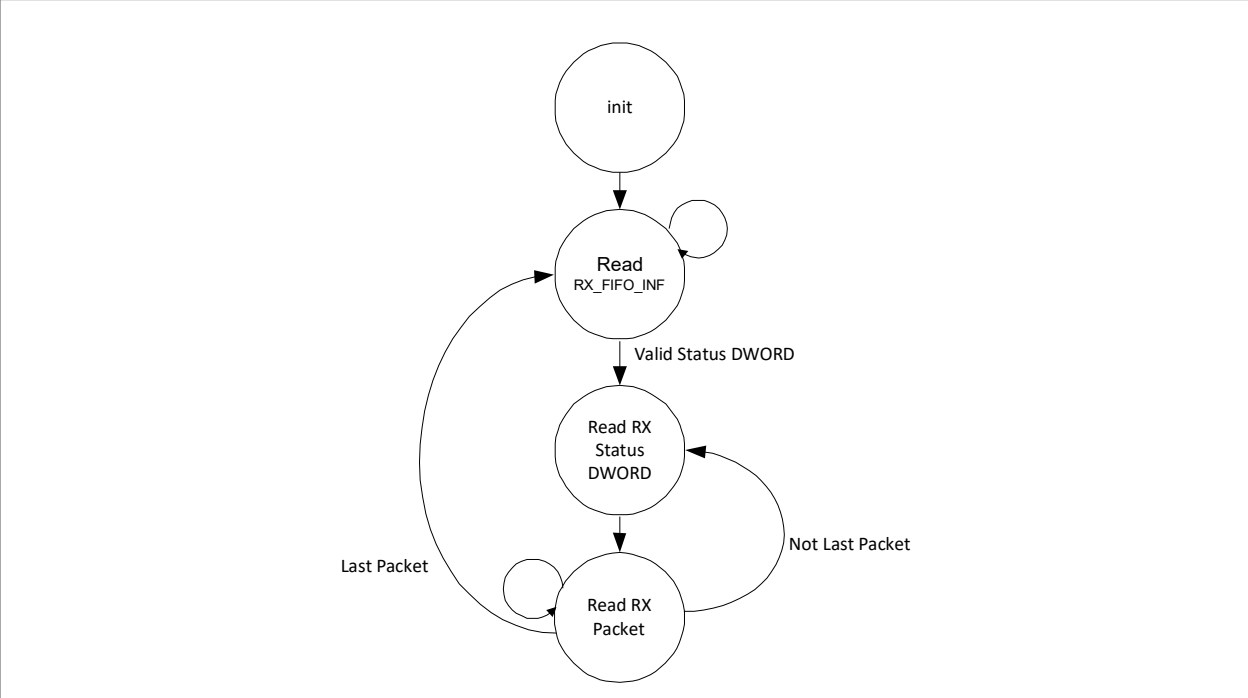 init
Read
RX_FIFO_INF
Valid Status DWORD
Read RX
Status
DWORD
Not Last Packet
Last Packet
Read RX
Packet